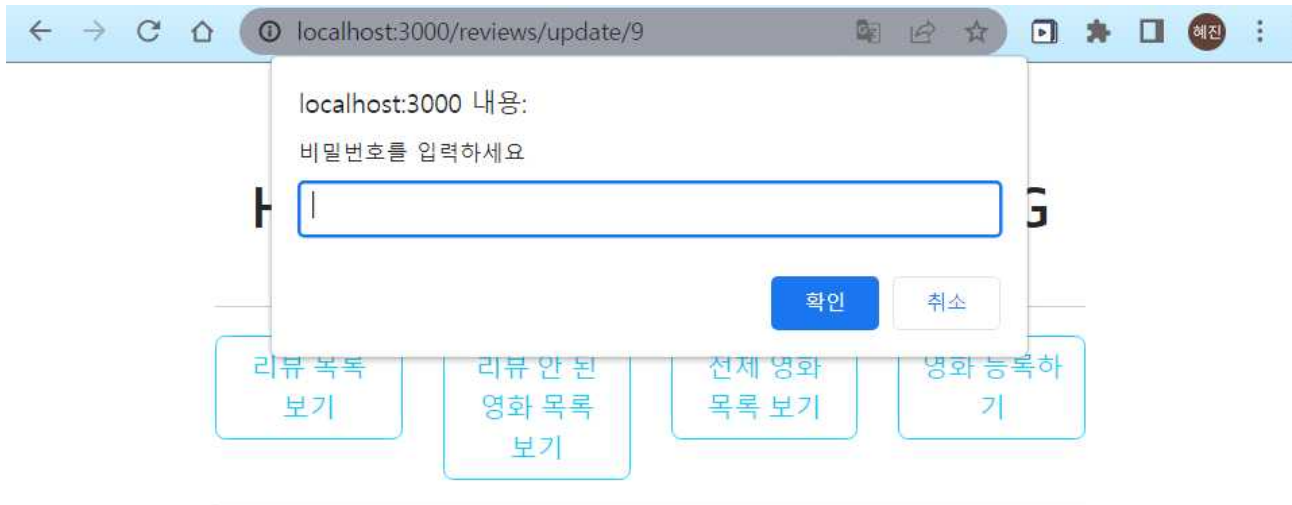 localhost:3000/reviews/update/9
혜진
localhost:3000 내용:
비밀번호를 입력하세요
H
G
확인
취소
리뷰 목록
보기
리뷰 안 된
영화 목록
보기
전체 영화
목록 보기
영화 등록하
기